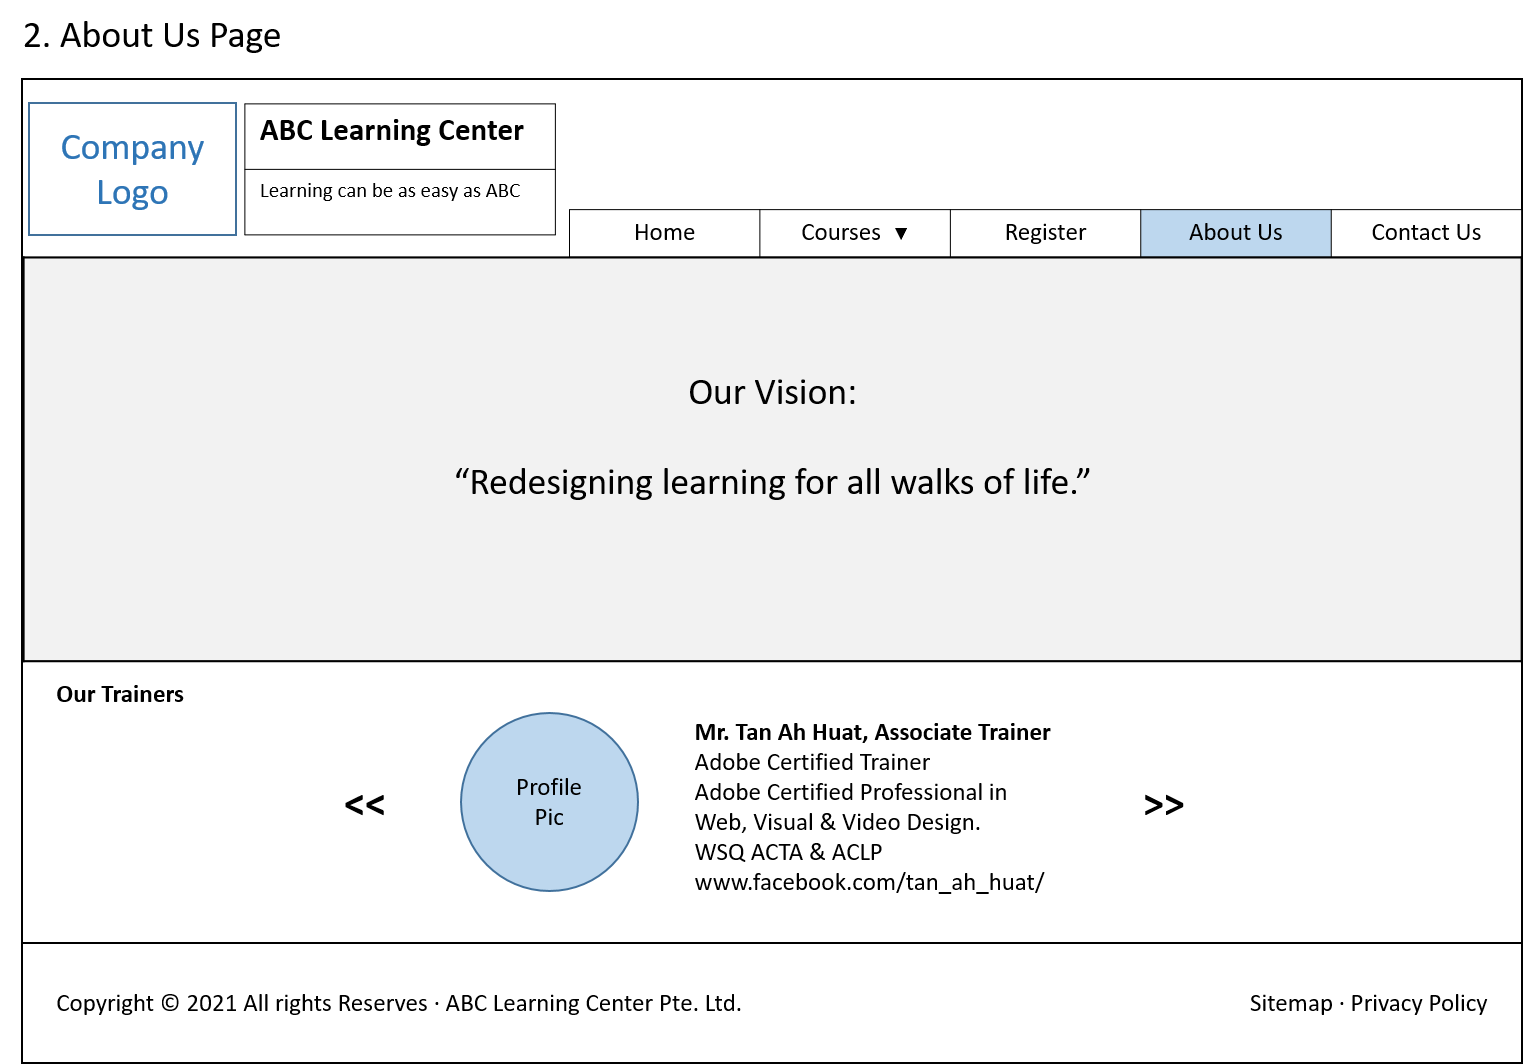 2. About Us Page
Company
Logo
ABC Learning Center
Learning can be as easy as ABC
Home
Courses ▼
Register
About Us
Contact Us
Our Vision:
“Redesigning learning for all walks of life.”
Our Trainers
<<
Profile
Pic
Mr. Tan Ah Huat, Associate Trainer
Adobe Certified Trainer
Adobe Certified Professional in
Web, Visual & Video Design.
WSQ ACTA & ACLP
www.facebook.com/tan_ah_huat/
>>
Copyright © 2021 All rights Reserves · ABC Learning Center Pte. Ltd.
Sitemap · Privacy Policy